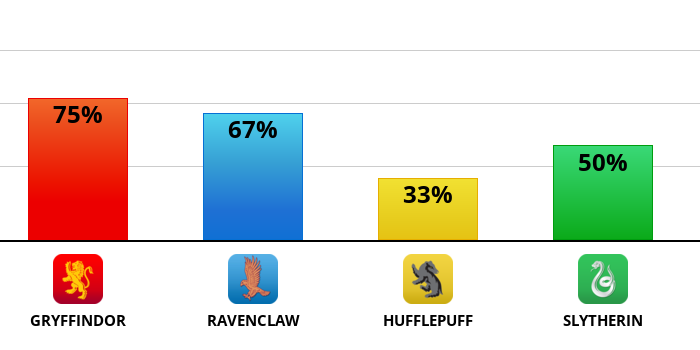 75%
67%
33%
50%
GRYFFINDOR
RAVENCLAW
HUFFLEPUFF
SLYTHERIN